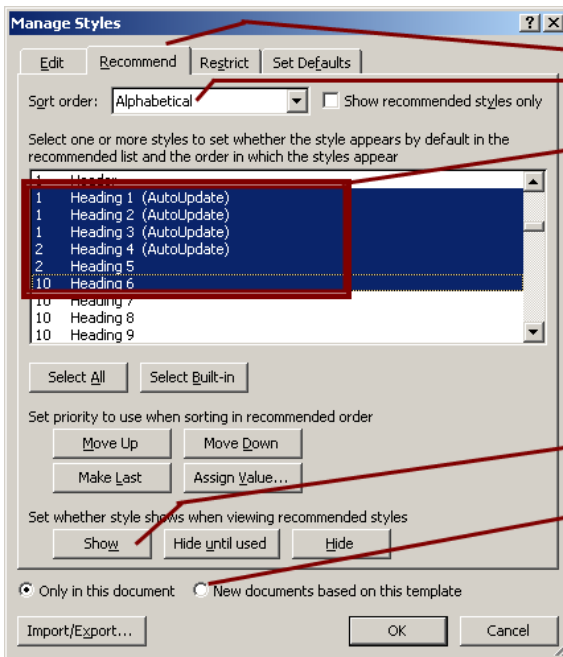 Manage Styles
Edit Recommend Restrict Set Defaults
Sort order: Alphabetical Show recommended styles only
Select one or more styles to set whether the style appears by default in the
recommended list and the order in which the styles appear
1 Header
1 Heading 1 (AutoUpdate)
1 Heading 2 (AutoUpdate)
1 Heading 3 (AutoUpdate)
2 Heading 4 (AutoUpdate)
2 Heading 5
10 Heading 6
10 Heading 7
10 Heading 8
10 Heading 9
Select All Select Built-in
Set priority to use when sorting in recommended order
Move Up Move Down
Make Last Assign Value...
Set whether style shows when viewing recommended styles
Show Hide until used Hide
Only in this document New documents based on this template
Import/Export... OK Cancel